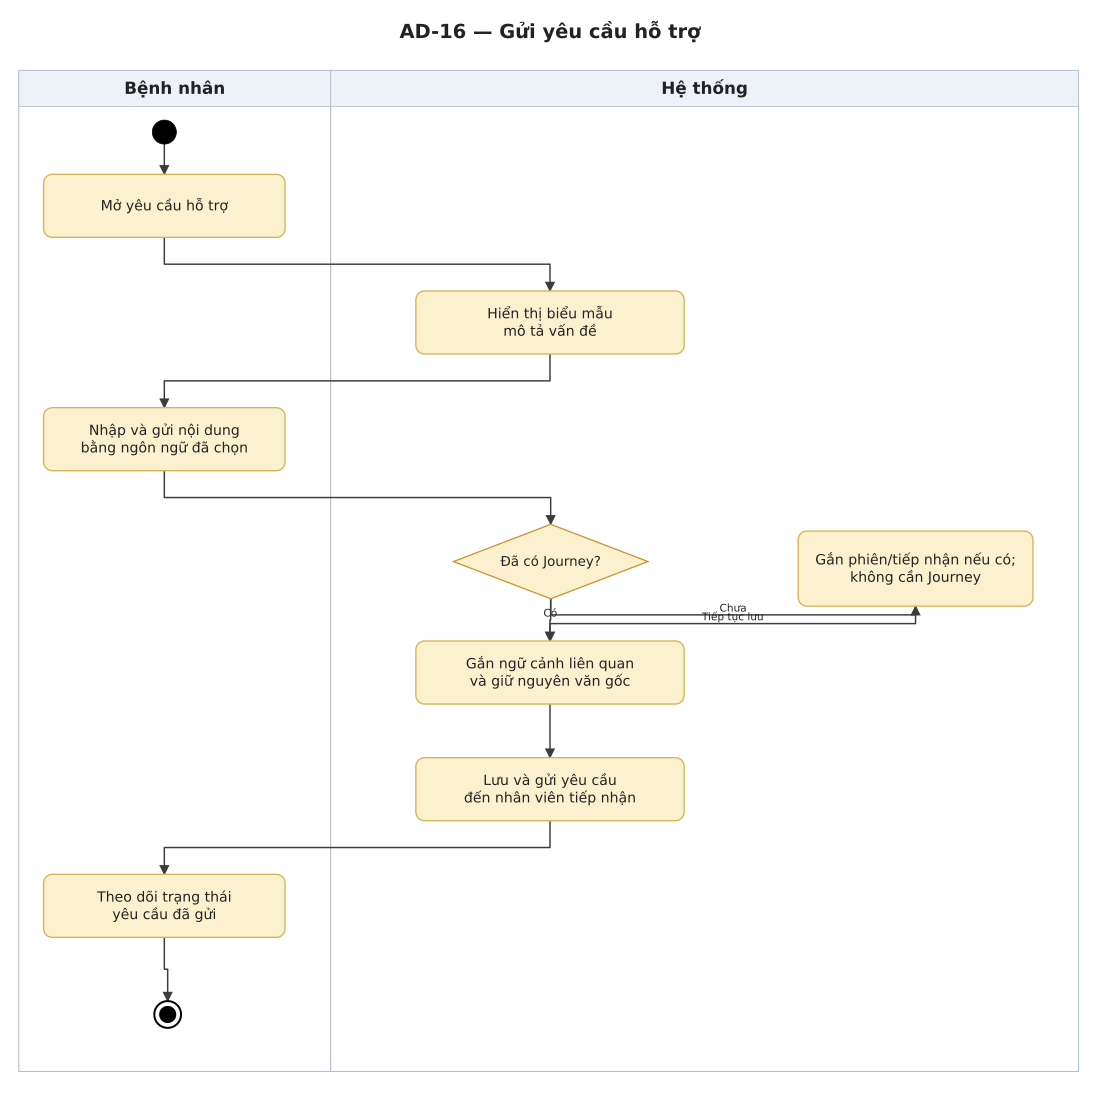 AD-16 — Gửi yêu cầu hỗ trợ
Bệnh nhân
Hệ thống
Mở yêu cầu hỗ trợ
Hiển thị biểu mẫu
mô tả vấn đề
Nhập và gửi nội dung
bằng ngôn ngữ đã chọn
Đã có Journey?
Gắn phiên/tiếp nhận nếu có;
không cần Journey
Chưa
Có
Tiếp tục lưu
Gắn ngữ cảnh liên quan
và giữ nguyên văn gốc
Lưu và gửi yêu cầu
đến nhân viên tiếp nhận
Theo dõi trạng thái
yêu cầu đã gửi